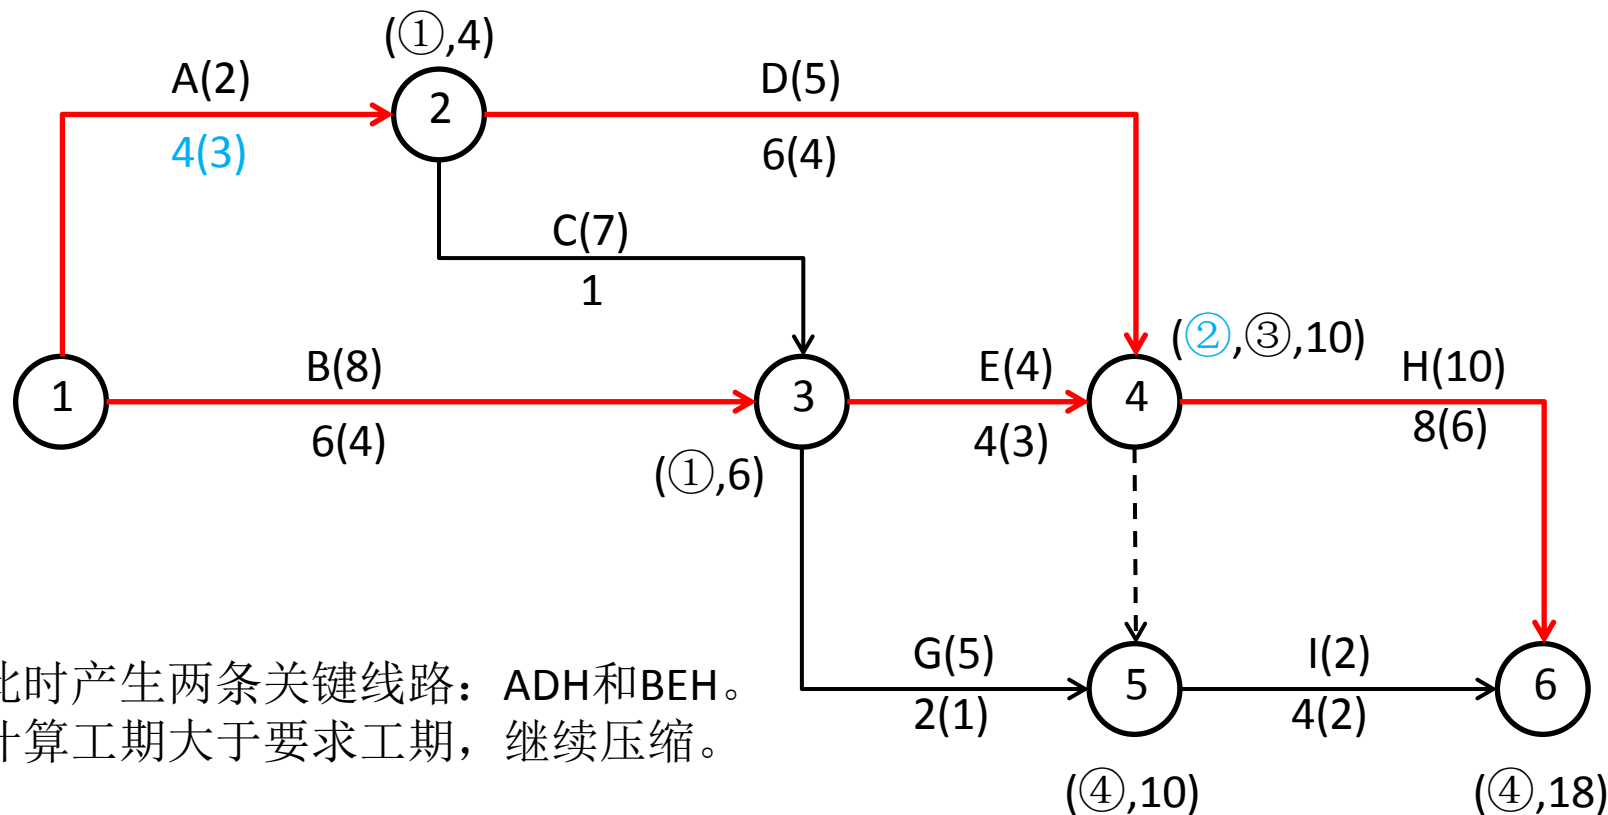 (①,4)
A(2)
2
D(5)
4(3)
6(4)
C(7)
1
(②,③,10)
1
B(8)
3
E(4)
4
H(10)
6(4)
4(3)
8(6)
(①,6)
G(5)
I(2)
此时产生两条关键线路：ADH和BEH。
5
6
2(1)
4(2)
计算工期大于要求工期，继续压缩。
(④,10)
(④,18)